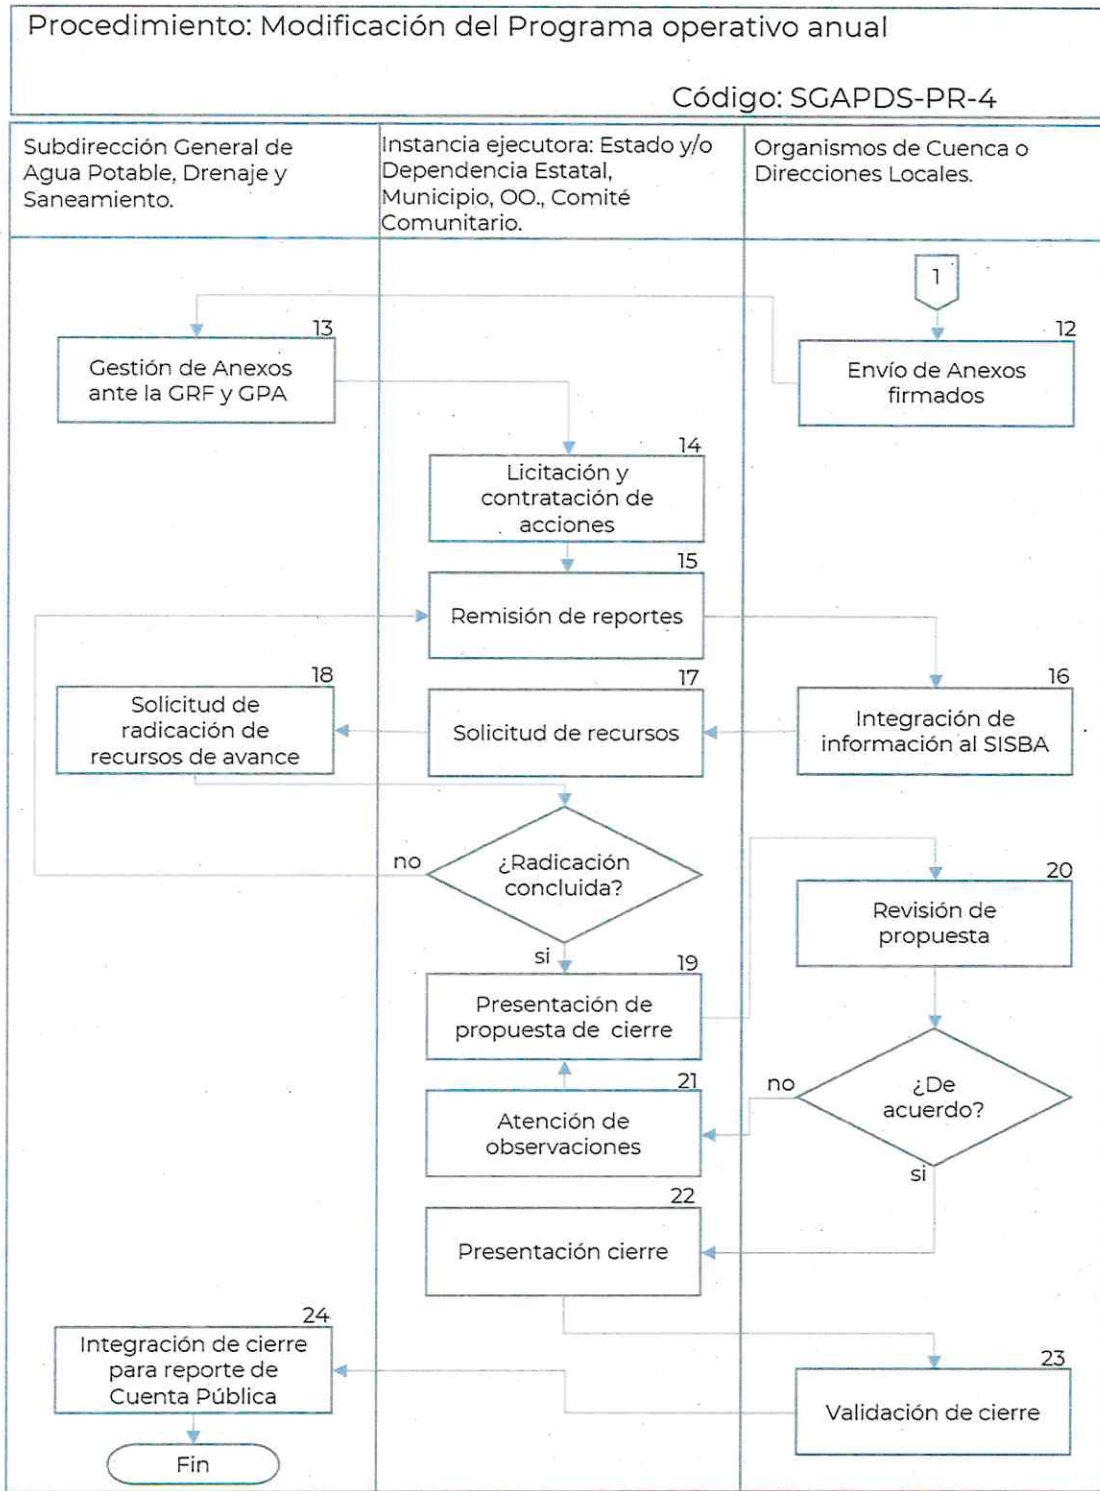 Procedimiento: Modificación del Programa operativo anual
Código: SGAPDS-PR-4
Subdirección General de
Agua Potable, Drenaje y
Saneamiento.
Instancia ejecutora: Estado y/o
Dependencia Estatal,
Municipio, OO., Comité
Comunitario.
Organismos de Cuenca o
Direcciones Locales.
1
12
Envío de Anexos
firmados
13
Gestión de Anexos
ante la GRF y GPA
14
Licitación y
contratación de
acciones
15
Remisión de reportes
16
Integración de
información al SISBA
17
Solicitud de recursos
18
Solicitud de
radicación de
recursos de avance
¿Radicación
concluida?
no
si
19
Presentación de
propuesta de cierre
20
Revisión de
propuesta
¿De
acuerdo?
no
si
21
Atención de
observaciones
22
Presentación cierre
23
Validación de cierre
24
Integración de cierre
para reporte de
Cuenta Pública
Fin